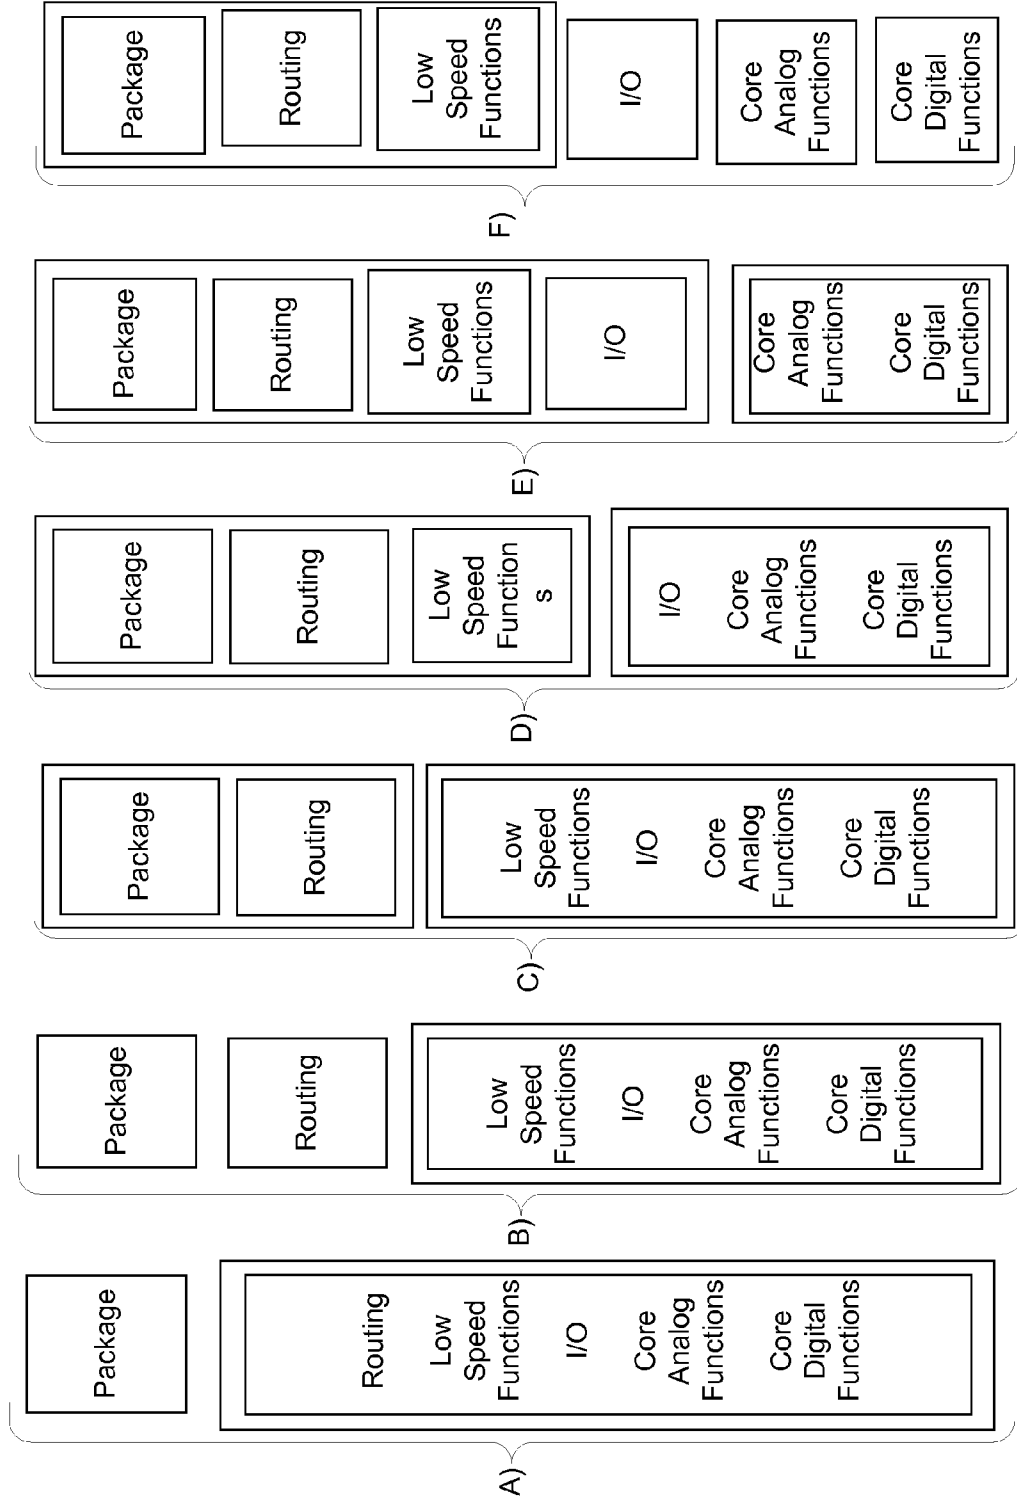 A)
Package
Routing
Low
Speed
Functions
I/O
Core
Analog
Functions
Core
Digital
Functions
B)
Package
Routing
Low
Speed
Functions
I/O
Core
Analog
Functions
Core
Digital
Functions
C)
Package
Routing
Low
Speed
Functions
I/O
Core
Analog
Functions
Core
Digital
Functions
D)
Package
Routing
Low
Speed
Function
s
I/O
Core
Analog
Functions
Core
Digital
Functions
E)
Package
Routing
Low
Speed
Functions
I/O
Core
Analog
Functions
Core
Digital
Functions
F)
Package
Routing
Low
Speed
Functions
I/O
Core
Analog
Functions
Core
Digital
Functions